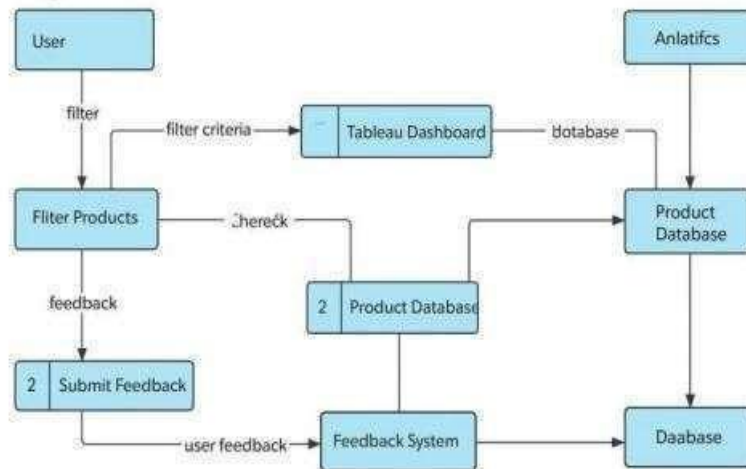 User
Anlatifcs
filter
filter criteria
Tableau Dashboard
botabase
Fliter Products
Chereck
Product
Database
feedback
2 Product Database
2 Submit Feedback
user feedback
Feedback System
Daabase